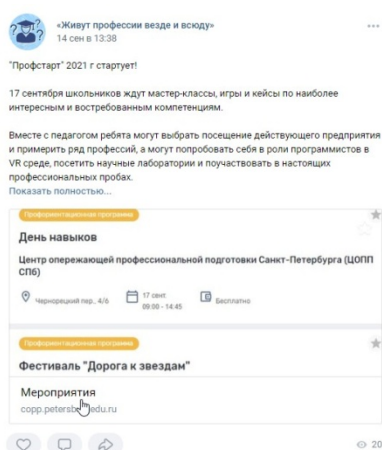 «Живут профессии везде и всюду»
14 сен в 13:38
"Профстарт" 2021 г стартует!
17 сентября школьников ждут мастер-классы, игры и кейсы по наиболее
интересным и востребованным компетенциям.
Вместе с педагогом ребята могут выбрать посещение действующего предприятия
и примерить ряд профессий, а могут попробовать себя в роли программистов в
VR среде, посетить научные лаборатории и поучаствовать в настоящих
профессиональных пробах.
Показать полностью...
Профориентационная программа
День навыков
Центр опережающей профессиональной подготовки Санкт-Петербурга (ЦОПП
СПб)
Чернорецкий пер., 4/6
17 сент
09:00 - 14:45
Бесплатно
Профориентационная программа
Фестиваль "Дорога к звездам"
Мероприятия
copp.petersb edu.ru
20